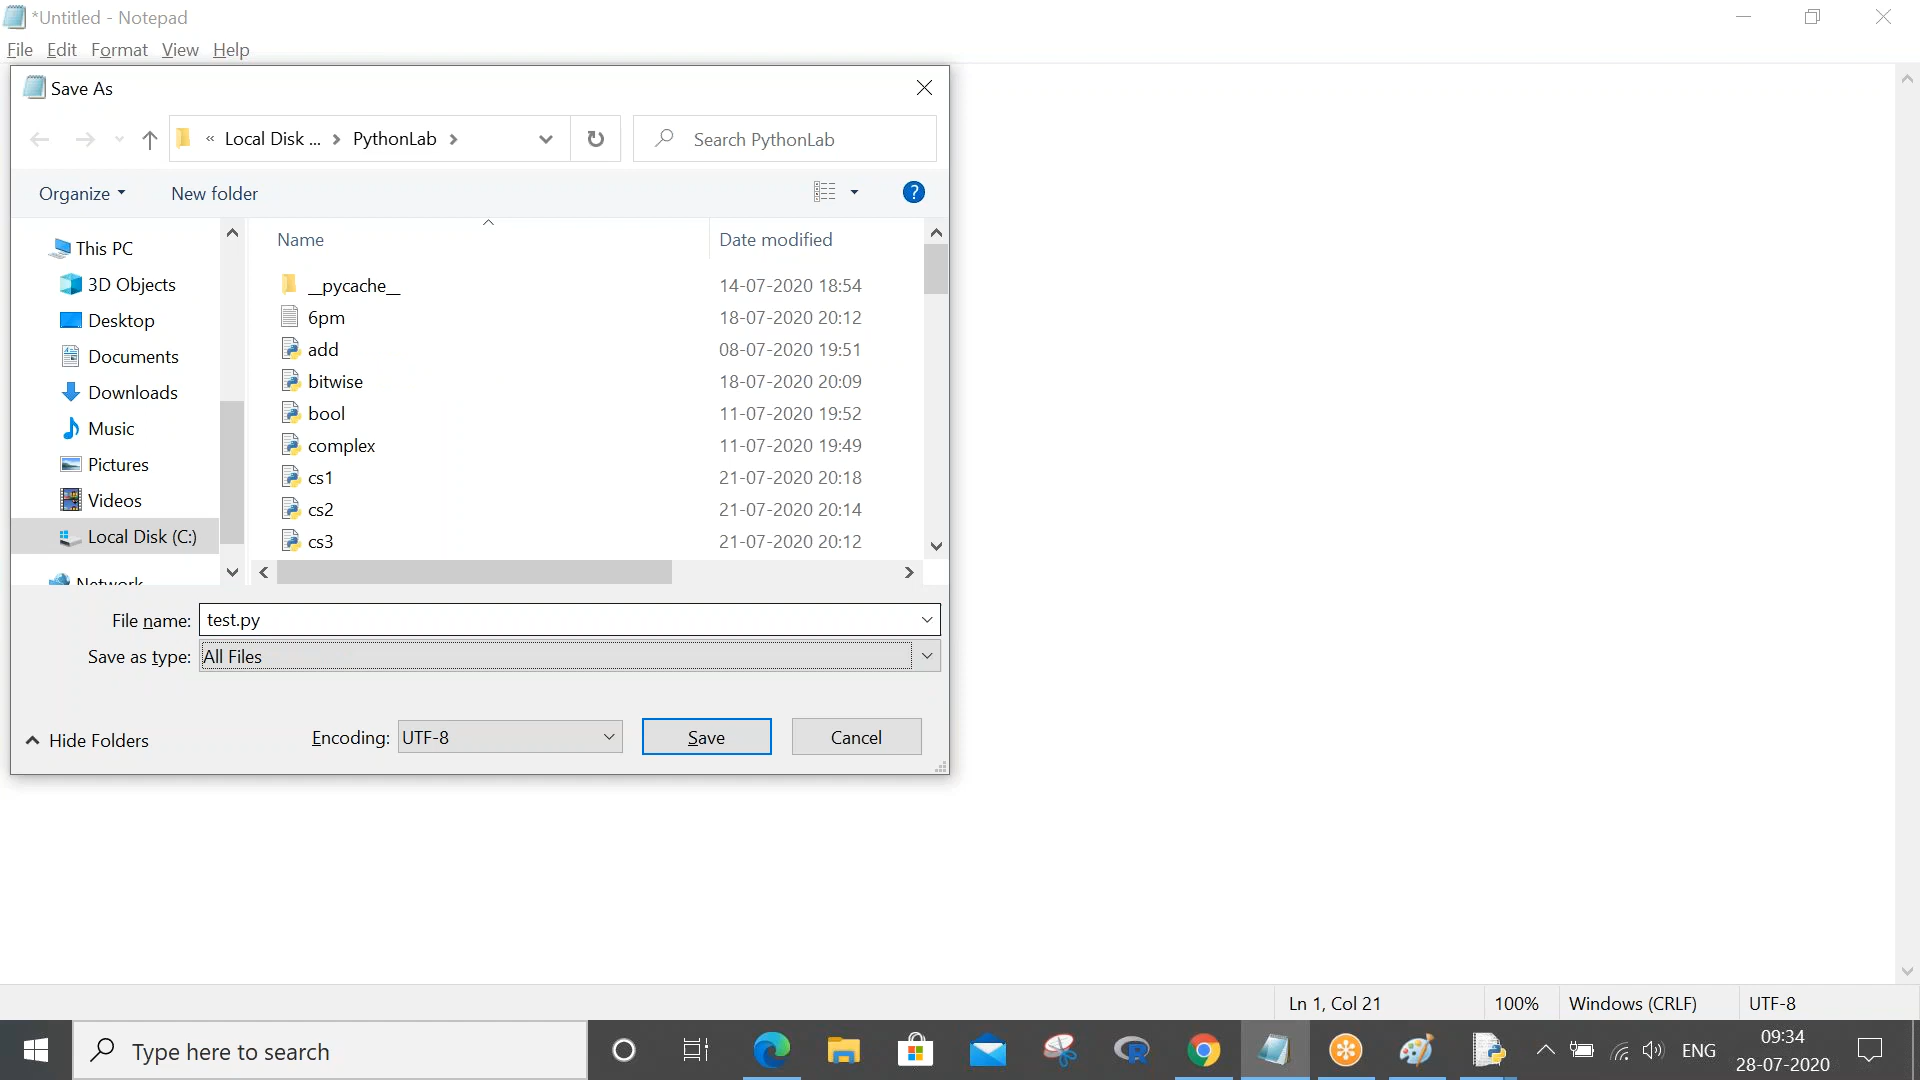 *Untitled - Notepad
File Edit Format View Help
Save As
« Local Disk ... > PythonLab >
Search PythonLab
Organize
New folder
?
Name
Date modified
This PC
3D Objects
Desktop
Documents
Downloads
Music
Pictures
Videos
Local Disk (C:)
Network
__pycache__ 14-07-2020 18:54
6pm 18-07-2020 20:12
add 08-07-2020 19:51
bitwise 18-07-2020 20:09
bool 11-07-2020 19:52
complex 11-07-2020 19:49
cs1 21-07-2020 20:18
cs2 21-07-2020 20:14
cs3 21-07-2020 20:12
File name: test.py
Save as type: All Files
Hide Folders
Encoding: UTF-8
Save
Cancel
Ln 1, Col 21
100%
Windows (CRLF)
UTF-8
Type here to search
R
ENG
09:34
28-07-2020